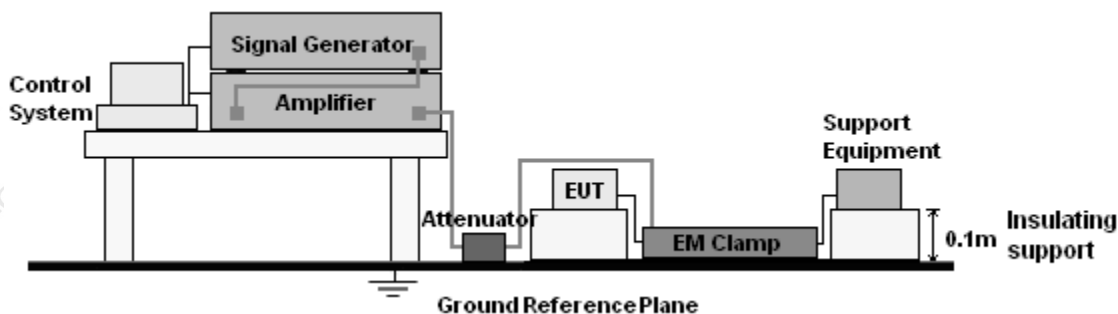 Signal Generator
Control
System
Amplifier
Support
Equipment
EUT
Attenuator
EM Clamp
0.1m
Insulating
support
Ground Reference Plane